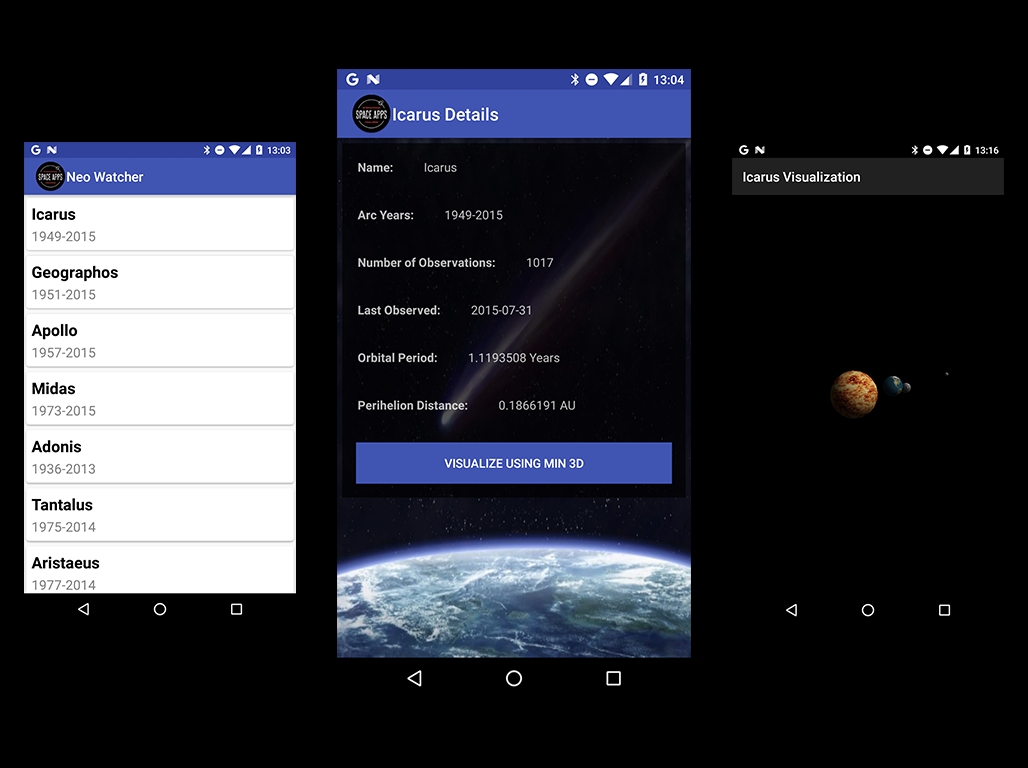 13:03
SPACE APPS
Neo Watcher
Icarus
1949-2015
Geographos
1951-2015
Apollo
1957-2015
Midas
1973-2015
Adonis
1936-2013
Tantalus
1975-2014
Aristaeus
1977-2014
13:04
SPACE APPS
Icarus Details
Name: Icarus
Arc Years: 1949-2015
Number of Observations: 1017
Last Observed: 2015-07-31
Orbital Period: 1.1193508 Years
Perihelion Distance: 0.1866191 AU
VISUALIZE USING MIN 3D
13:16
Icarus Visualization